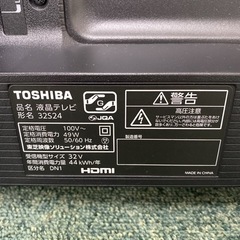 TOSHIBA
品名 液晶テレビ
形名 32S24
JQA
定格電圧 100V~
定格消費電力 49W
定格周波数 50/60 Hz
東芝映像ソリューション株式会社
受信機型サイズ 32V
年間消費電力量 44kWh/年
区分名 DN1
HDMI
警告
高圧注意
製造番号
MADE IN CHINA